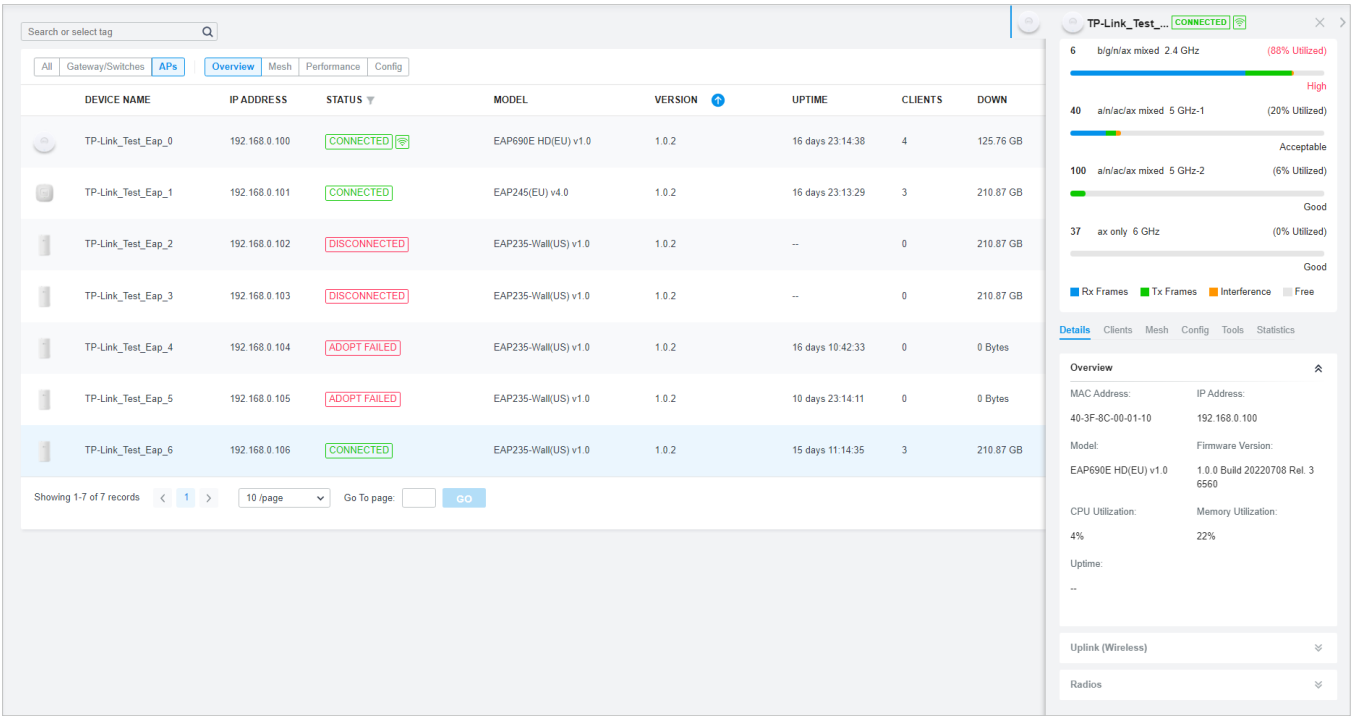 Search or select tag
All Gateway/Switches APs Overview Mesh Performance Config
DEVICE NAME IP ADDRESS STATUS MODEL VERSION UPTIME CLIENTS DOWN
TP-Link_Test_Eap_0 192.168.0.100 CONNECTED EAP690E HD(EU) v1.0 1.0.2 16 days 23:14:38 4 125.76 GB
TP-Link_Test_Eap_1 192.168.0.101 CONNECTED EAP245(EU) v4.0 1.0.2 16 days 23:13:29 3 210.87 GB
TP-Link_Test_Eap_2 192.168.0.102 DISCONNECTED EAP235-Wall(US) v1.0 1.0.2 -- 0 210.87 GB
TP-Link_Test_Eap_3 192.168.0.103 DISCONNECTED EAP235-Wall(US) v1.0 1.0.2 -- 0 210.87 GB
TP-Link_Test_Eap_4 192.168.0.104 ADOPT FAILED EAP235-Wall(US) v1.0 1.0.2 16 days 10:42:33 0 0 Bytes
TP-Link_Test_Eap_5 192.168.0.105 ADOPT FAILED EAP235-Wall(US) v1.0 1.0.2 10 days 23:14:11 0 0 Bytes
TP-Link_Test_Eap_6 192.168.0.106 CONNECTED EAP235-Wall(US) v1.0 1.0.2 15 days 11:14:35 3 210.87 GB
Showing 1-7 of 7 records < 1 > 10 /page Go To page: GO
TP-Link_Test_... CONNECTED
6 b/g/n/ax mixed 2.4 GHz (88% Utilized)
High
40 a/n/ac/ax mixed 5 GHz-1 (20% Utilized)
Acceptable
100 a/n/ac/ax mixed 5 GHz-2 (6% Utilized)
Good
37 ax only 6 GHz (0% Utilized)
Good
Rx Frames Tx Frames Interference Free
Details Clients Mesh Config Tools Statistics
Overview
MAC Address: IP Address:
40-3F-8C-00-01-10 192.168.0.100
Model: Firmware Version:
EAP690E HD(EU) v1.0 1.0.0 Build 20220708 Rel. 3
6560
CPU Utilization: Memory Utilization:
4% 22%
Uptime:
--
Uplink (Wireless)
Radios